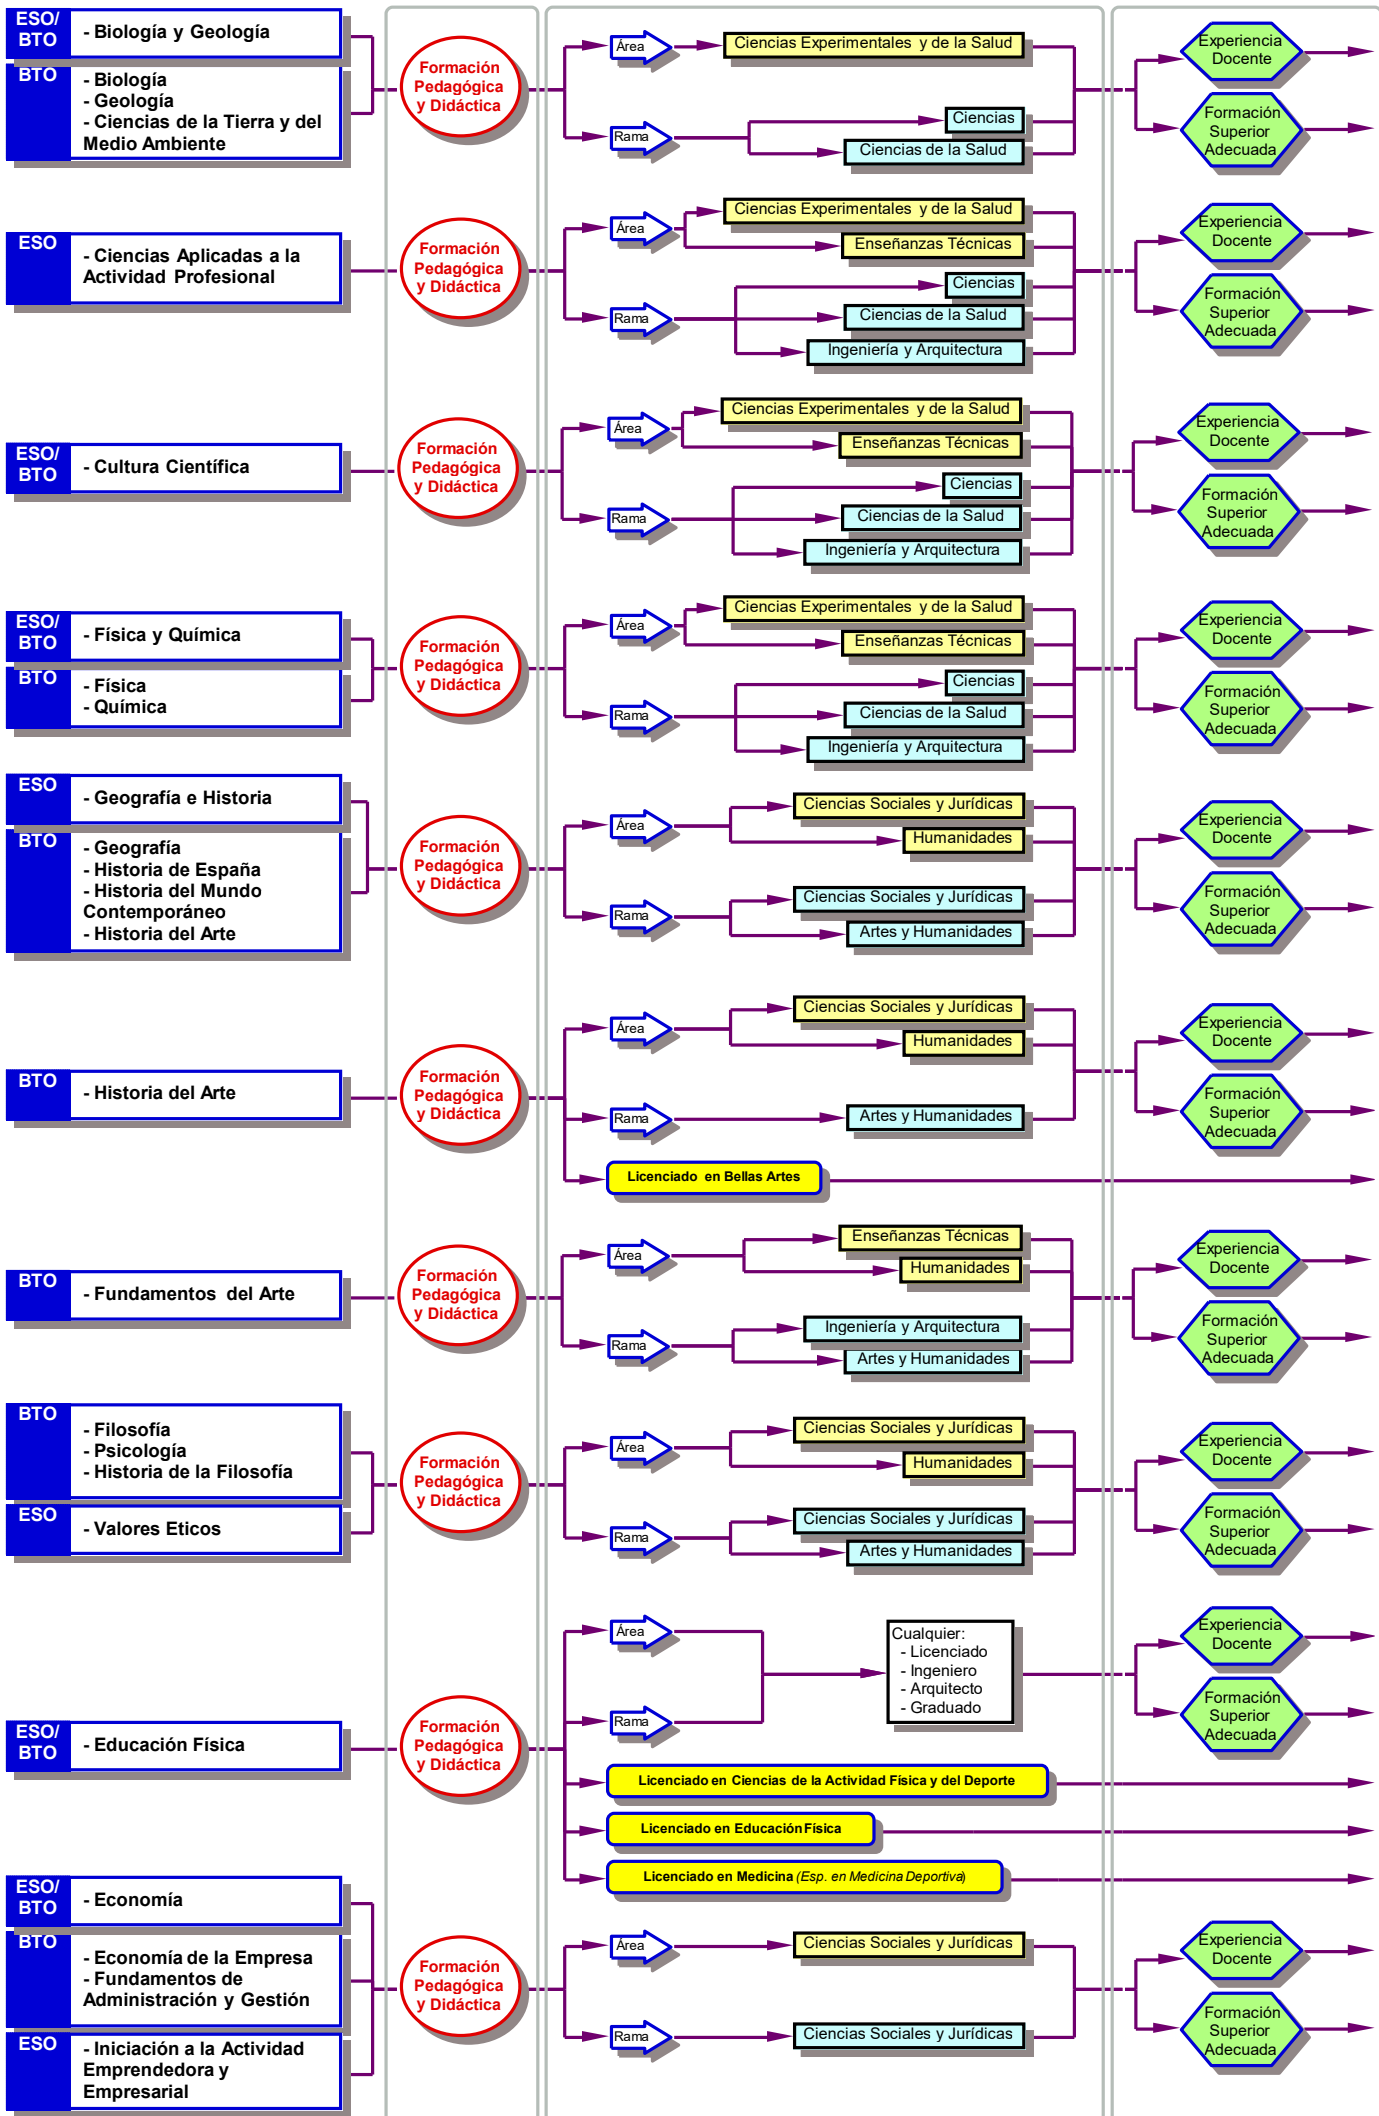 ESO/
BTO
- Biología y Geología
BTO
- Biología
- Geología
- Ciencias de la Tierra y del
Medio Ambiente
Formación
Pedagógica
y Didáctica
Área
Ciencias Experimentales y de la Salud
Rama
Ciencias
Ciencias de la Salud
Experiencia
Docente
Formación
Superior
Adecuada
ESO
- Ciencias Aplicadas a la
Actividad Profesional
Formación
Pedagógica
y Didáctica
Área
Ciencias Experimentales y de la Salud
Enseñanzas Técnicas
Rama
Ciencias
Ciencias de la Salud
Ingeniería y Arquitectura
Experiencia
Docente
Formación
Superior
Adecuada
ESO/
BTO
- Cultura Científica
Formación
Pedagógica
y Didáctica
Área
Ciencias Experimentales y de la Salud
Enseñanzas Técnicas
Rama
Ciencias
Ciencias de la Salud
Ingeniería y Arquitectura
Experiencia
Docente
Formación
Superior
Adecuada
ESO/
BTO
- Física y Química
BTO
- Física
- Química
Formación
Pedagógica
y Didáctica
Área
Ciencias Experimentales y de la Salud
Enseñanzas Técnicas
Rama
Ciencias
Ciencias de la Salud
Ingeniería y Arquitectura
Experiencia
Docente
Formación
Superior
Adecuada
ESO
- Geografía e Historia
BTO
- Geografía
- Historia de España
- Historia del Mundo
Contemporáneo
- Historia del Arte
Formación
Pedagógica
y Didáctica
Área
Ciencias Sociales y Jurídicas
Humanidades
Rama
Ciencias Sociales y Jurídicas
Artes y Humanidades
Experiencia
Docente
Formación
Superior
Adecuada
BTO
- Historia del Arte
Formación
Pedagógica
y Didáctica
Área
Ciencias Sociales y Jurídicas
Humanidades
Rama
Artes y Humanidades
Licenciado en Bellas Artes
Experiencia
Docente
Formación
Superior
Adecuada
BTO
- Fundamentos del Arte
Formación
Pedagógica
y Didáctica
Área
Enseñanzas Técnicas
Humanidades
Rama
Ingeniería y Arquitectura
Artes y Humanidades
Experiencia
Docente
Formación
Superior
Adecuada
BTO
- Filosofía
- Psicología
- Historia de la Filosofía
ESO
- Valores Eticos
Formación
Pedagógica
y Didáctica
Área
Ciencias Sociales y Jurídicas
Humanidades
Rama
Ciencias Sociales y Jurídicas
Artes y Humanidades
Experiencia
Docente
Formación
Superior
Adecuada
ESO/
BTO
- Educación Física
Formación
Pedagógica
y Didáctica
Área
Rama
Cualquier:
- Licenciado
- Ingeniero
- Arquitecto
- Graduado
Licenciado en Ciencias de la Actividad Física y del Deporte
Licenciado en Educación Física
Licenciado en Medicina (Esp. en Medicina Deportiva)
Experiencia
Docente
Formación
Superior
Adecuada
ESO/
BTO
- Economía
BTO
- Economía de la Empresa
- Fundamentos de
Administración y Gestión
ESO
- Iniciación a la Actividad
Emprendedora y
Empresarial
Formación
Pedagógica
y Didáctica
Área
Ciencias Sociales y Jurídicas
Rama
Ciencias Sociales y Jurídicas
Experiencia
Docente
Formación
Superior
Adecuada